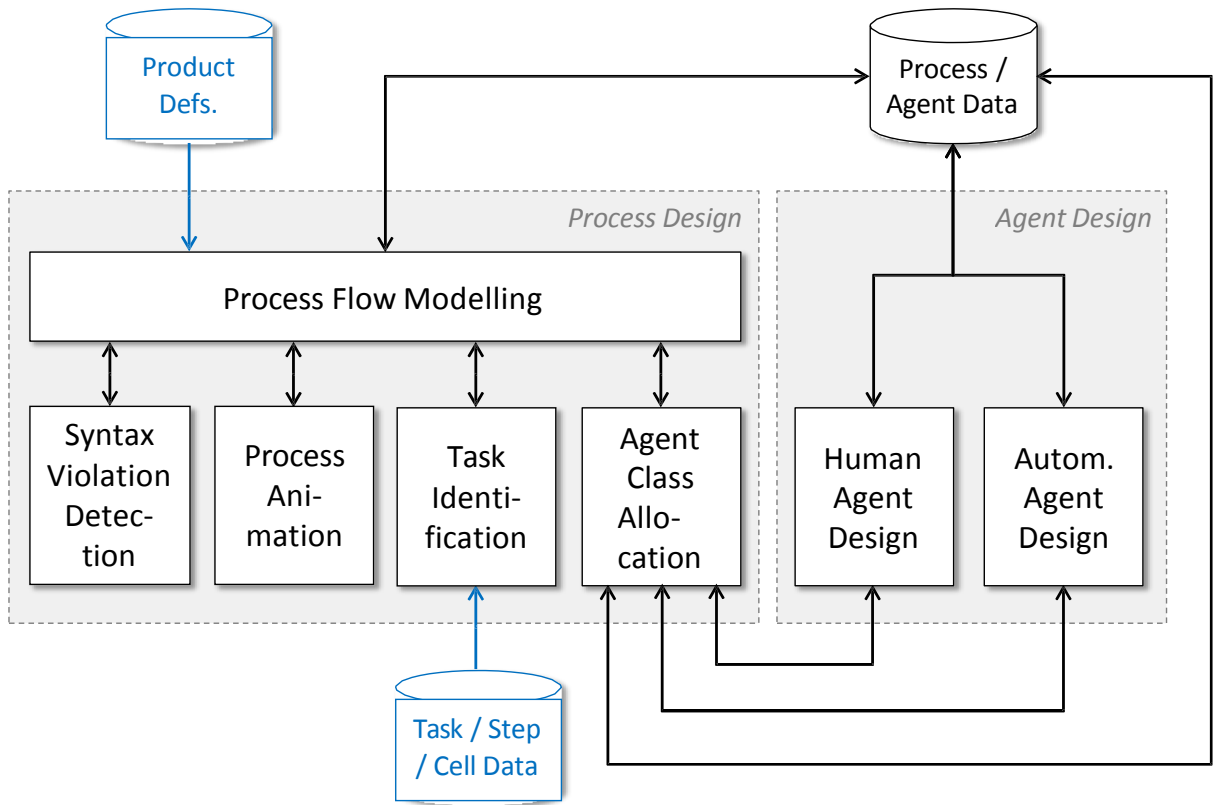 Product
Defs.
Process /
Agent Data
Process Design
Agent Design
Process Flow Modelling
Syntax
Violation
Detec-
tion
Process
Ani-
mation
Task
Identi-
fication
Agent
Class
Allo-
cation
Human
Agent
Design
Autom.
Agent
Design
Task / Step
/ Cell Data